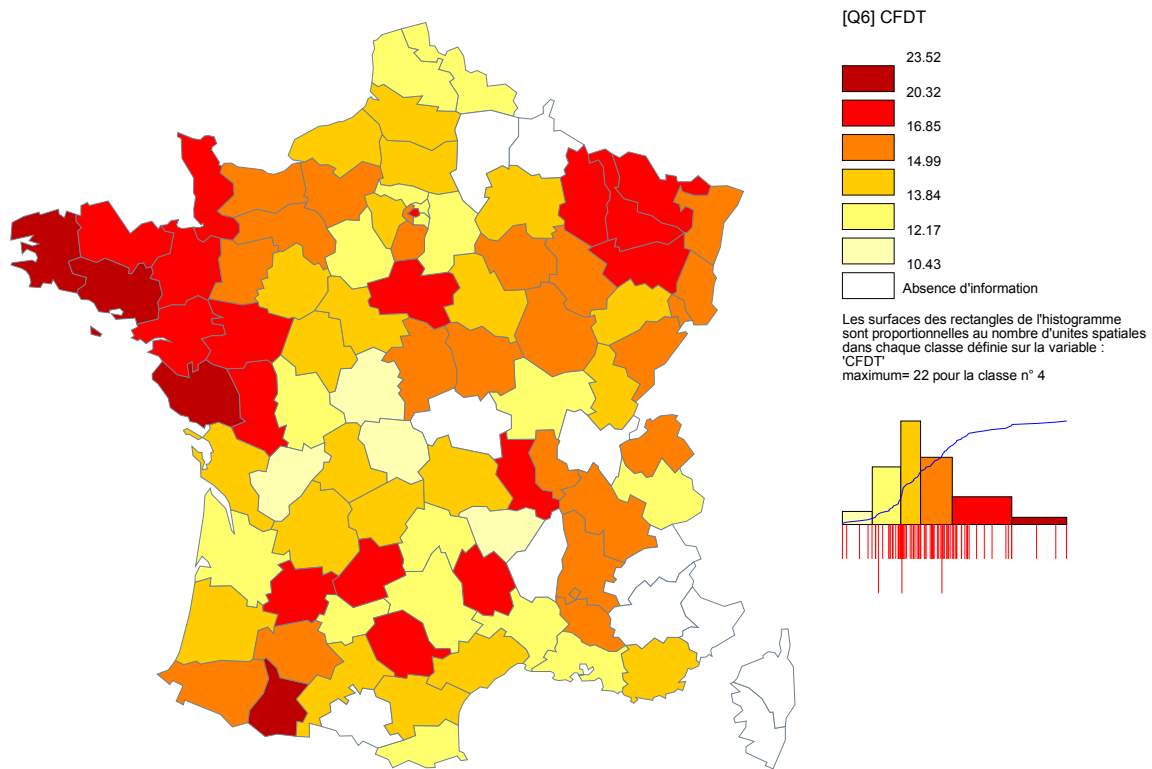 [Q6] CFDT
23.52
20.32
16.85
14.99
13.84
12.17
10.43
Absence d'information
Les surfaces des rectangles de l'histogramme
sont proportionnelles au nombre d'unites spatiales
dans chaque classe définie sur la variable :
'CFDT'
maximum= 22 pour la classe n° 4